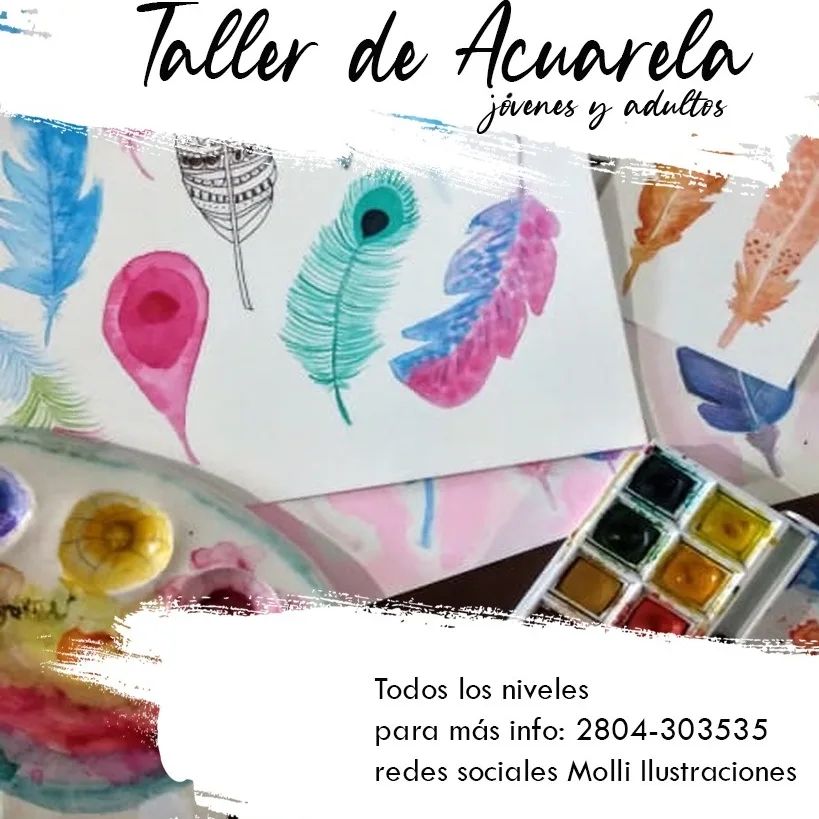 Taller de Acuarela
jóvenes y adultos
Todos los niveles
para más info: 2804-303535
redes sociales Molli Ilustraciones